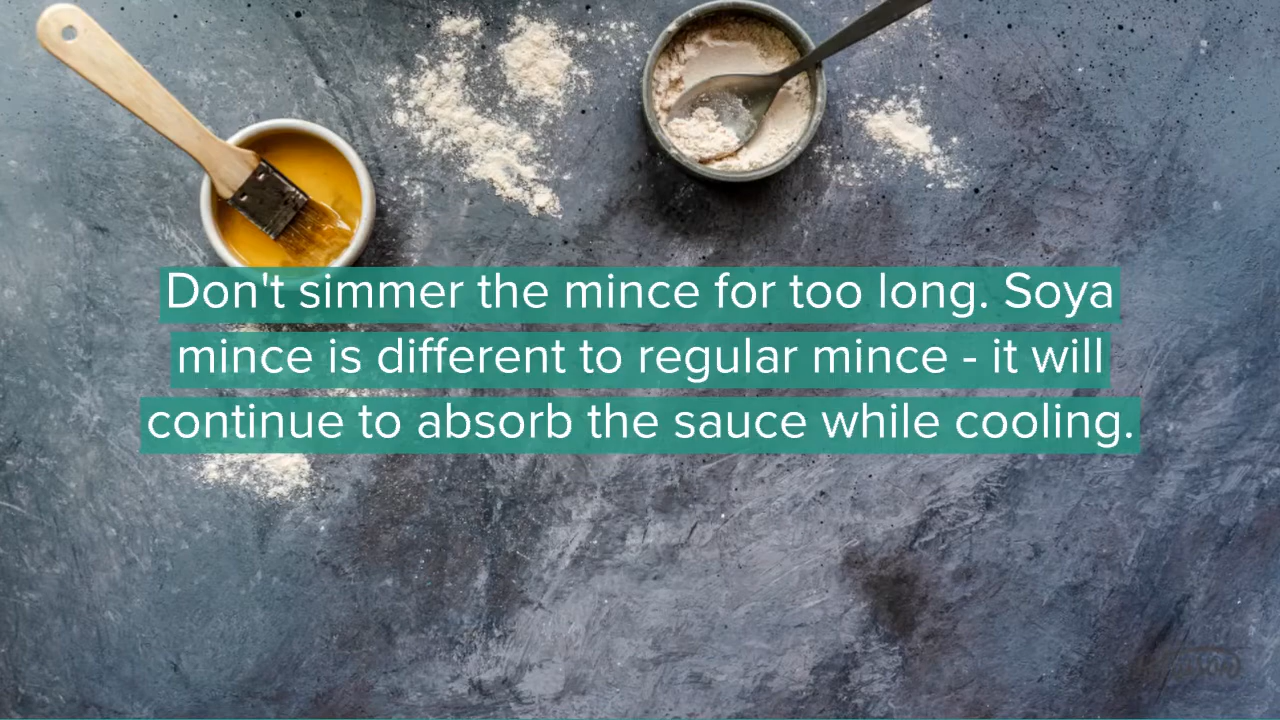 Don't simmer the mince for too long. Soya
mince is different to regular mince - it will
continue to absorb the sauce while cooling.